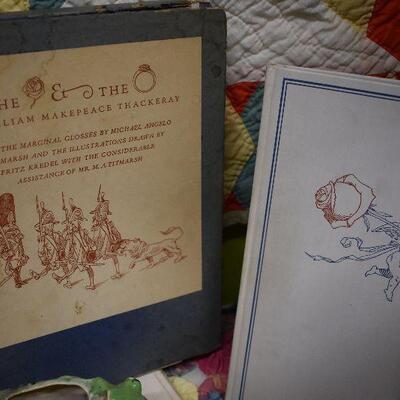 HE & THE
LIAM MAKEPEACE THACKERAY
THE MARGINAL GLOSSES BY MICHAEL ANGELO
MARSH AND THE ILLUSTRATIONS DRAWN BY
FRITZ KREDEL WITH THE CONSIDERABLE
ASSISTANCE OF MR. M. A. TITMARSH